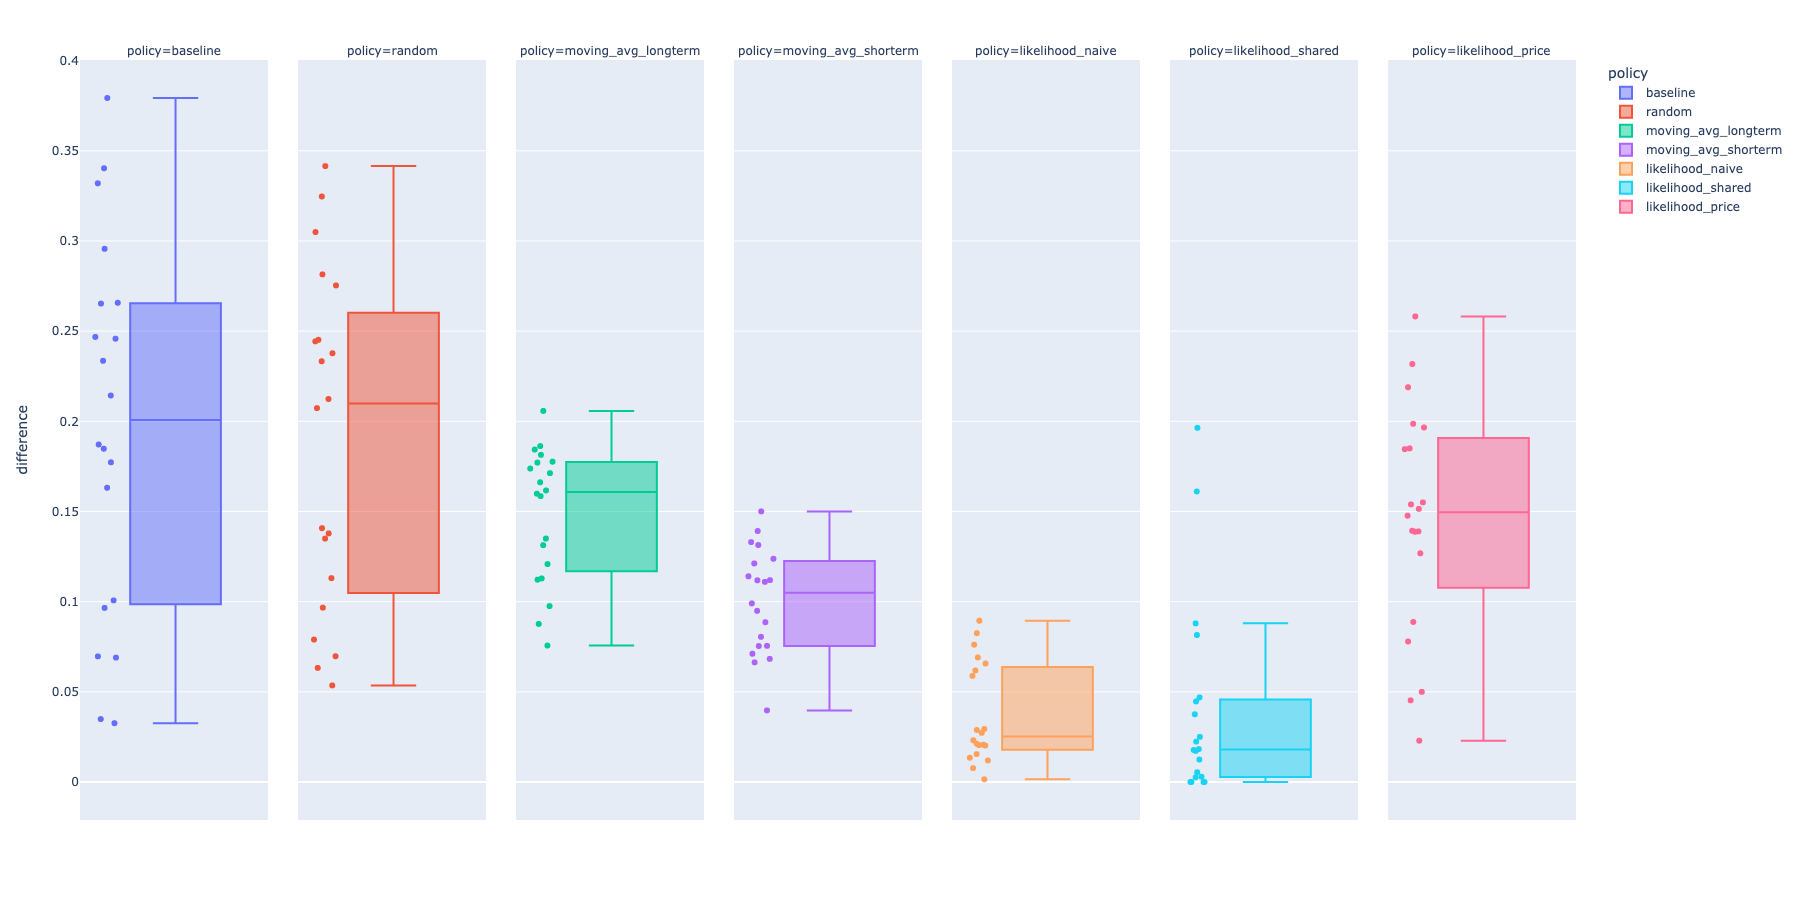 policy=baseline
policy=random
policy=moving_avg_longterm
policy=moving_avg_shorterm
policy=likelihood_naive
policy=likelihood_shared
policy=likelihood_price
0.4
0.35
0.3
0.25
0.2
0.15
0.1
0.05
0
difference
policy
baseline
random
moving_avg_longterm
moving_avg_shorterm
likelihood_naive
likelihood_shared
likelihood_price